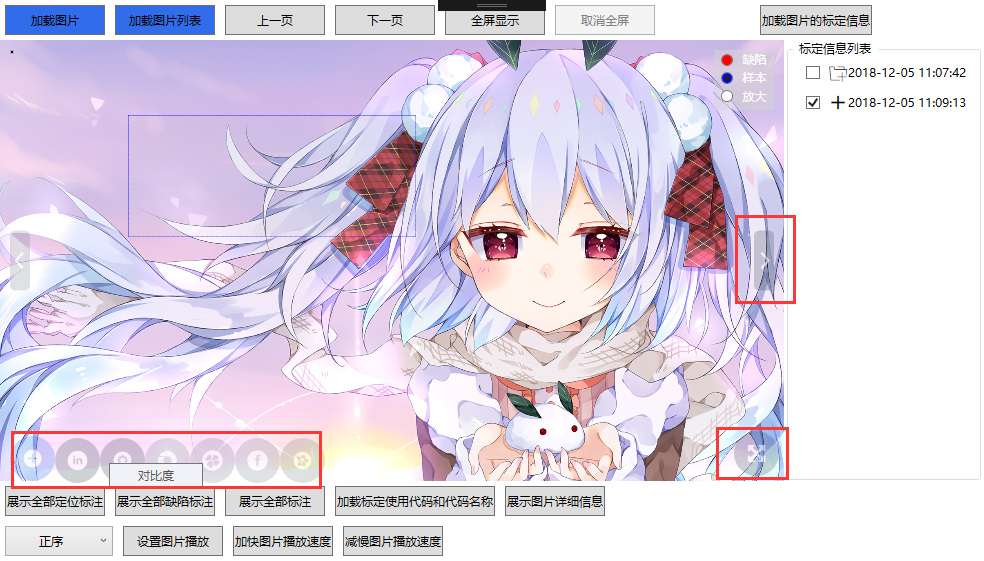 加载图片
加载图片列表
上一页
下一页
全屏显示
取消全屏
加载图片的标定信息
标定信息列表
缺陷
样本
放大
2018-12-05 11:07:42
2018-12-05 11:09:13
in
f
对比度
展示全部定位标注
展示全部缺陷标注
展示全部标注
加载标定使用代码和代码名称
展示图片详细信息
正序
设置图片播放
加快图片播放速度
减慢图片播放速度